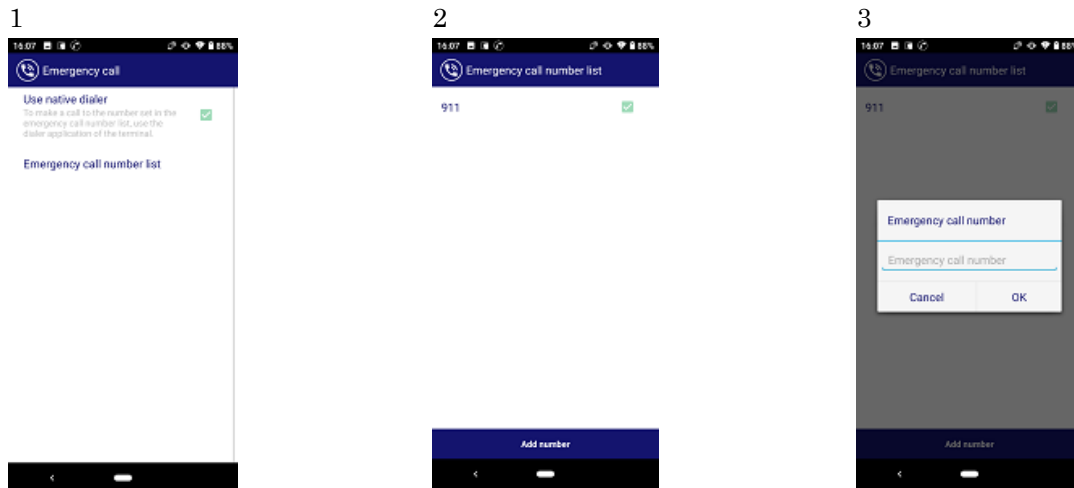 1
16:07 88%
Emergency call
Use native dialer
To make a call to the number set in the
emergency call number list, use the
dialer application of the terminal.
Emergency call number list
2
16:07 88%
Emergency call number list
911
Add number
3
16:07 88%
Emergency call number list
911
Emergency call number
Emergency call number
Cancel OK
Add number